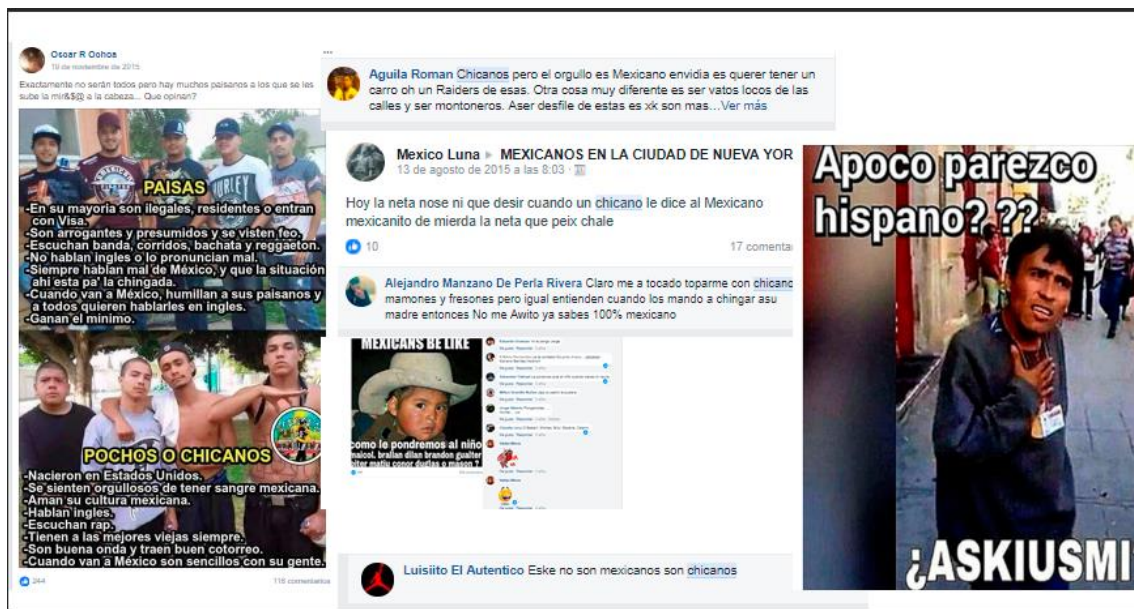 Oscar R Ochoa
10 de noviembre de 2015
Exactamente no serán todos pero hay muchos paisanos a los que se les
sube la mir&$@ a la cabeza... Que opinan?
PAISAS
-En su mayoria son ilegales, residentes o entran
con Visa.
-Son arrogantes y presumidos y se visten feo.
-Escuchan banda, corridos, bachata y reggaeton.
-No hablan ingles o lo pronuncian mal.
-Siempre hablan mal de México, y que la situación
ahi esta pa' la chingada.
-Cuando van a México, humillan a sus paisanos y
a todos quieren hablarles en ingles.
-Ganan el minimo.
POCHOS O CHICANOS
-Nacieron en Estados Unidos.
-Se sienten orgullosos de tener sangre mexicana.
-Aman su cultura mexicana.
-Hablan ingles.
-Escuchan rap.
-Tienen a las mejores viejas siempre.
-Son buena onda y traen buen cotorreo.
-Cuando van a México son sencillos con su gente.
244
116 comentarios
Aguila Roman Chicanos pero el orgullo es Mexicano envidia es querer tener un
carro oh un Raiders de esas. Otra cosa muy diferente es ser vatos locos de las
calles y ser montoneros. Aser desfile de estas es xk son mas...Ver más
Mexico Luna ▸ MEXICANOS EN LA CIUDAD DE NUEVA YOR
13 de agosto de 2015 a las 8:03 ·
Hoy la neta nose ni que desir cuando un chicano le dice al Mexicano
mexicanito de mierda la neta que peix chale
10
17 comentar
Alejandro Manzano De Perla Rivera Claro me a tocado toparme con chicano
mamones y fresones pero igual entienden cuando los mando a chingar asu
madre entonces No me Awito ya sabes 100% mexicano
MEXICANS BE LIKE
como le pondremos al niño
maicol, bralian dilan brandon gualter
aitor matiu conor duglas o mason ?
Luisiito El Autentico Eske no son mexicanos son chicanos
Apoco parezco
hispano? ??
¿ASKIUSMI